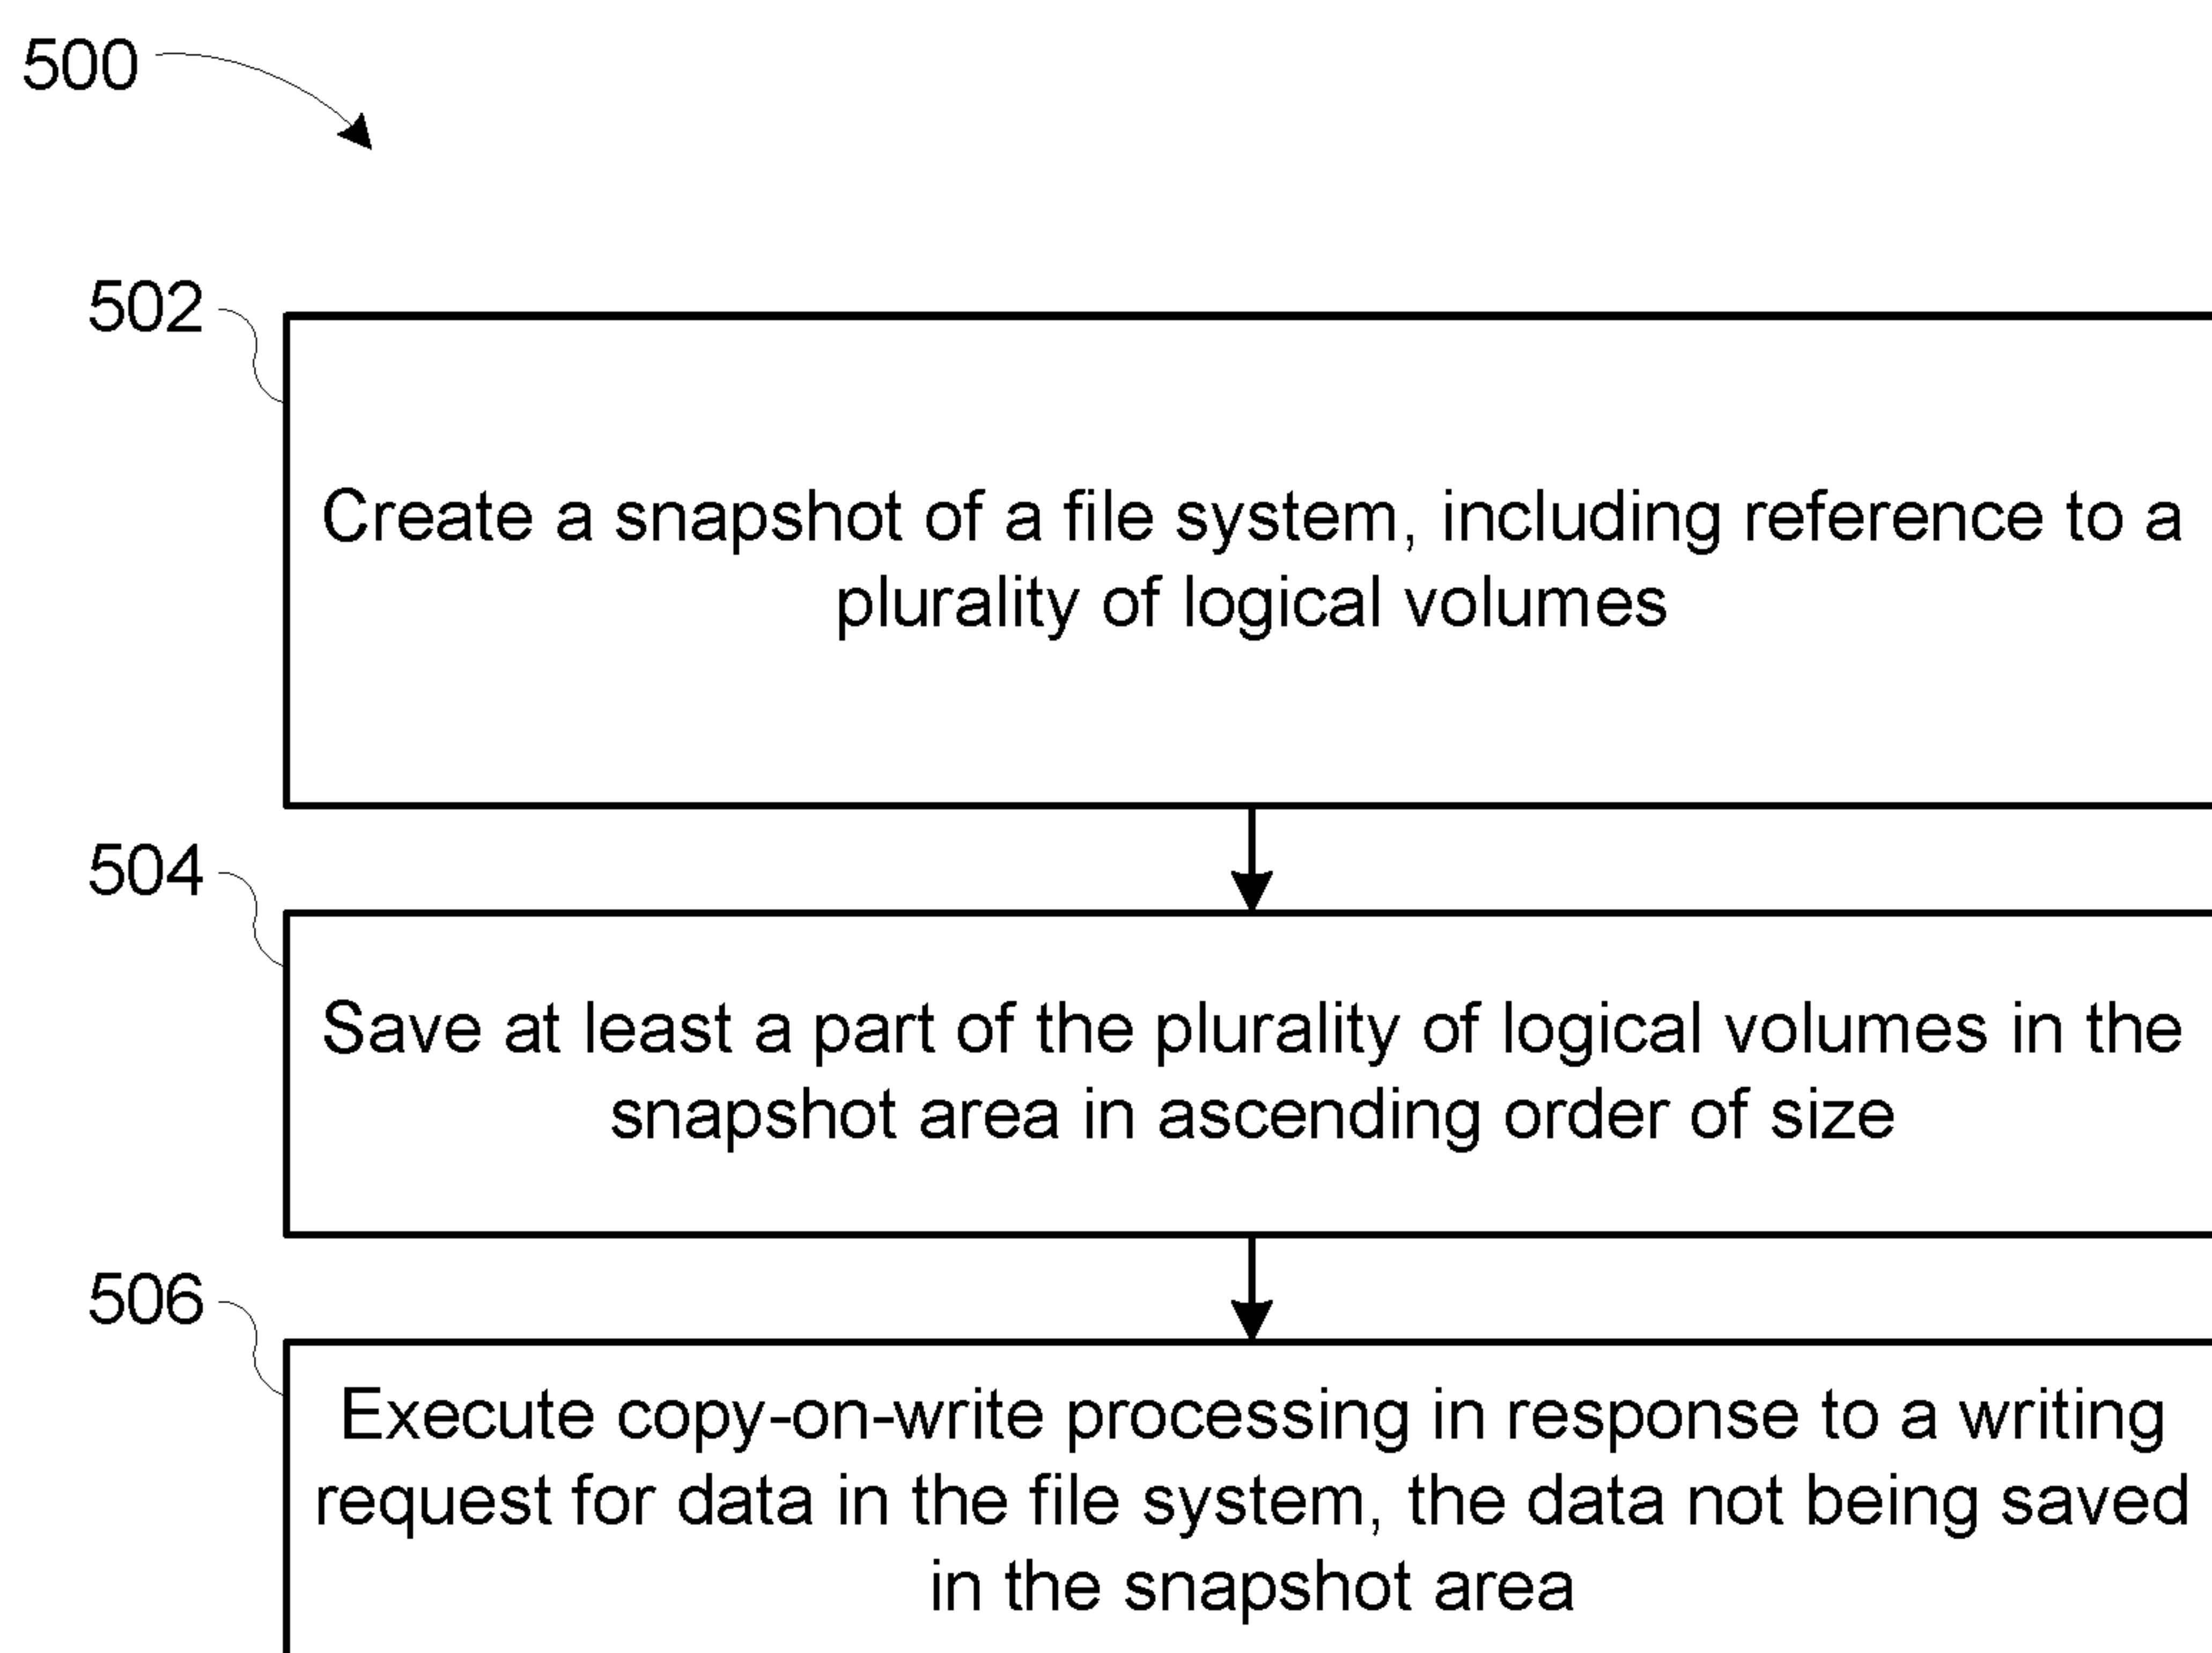 500
502
Create a snapshot of a file system, including reference to a
plurality of logical volumes
504
Save at least a part of the plurality of logical volumes in the
snapshot area in ascending order of size
506
Execute copy-on-write processing in response to a writing
request for data in the file system, the data not being saved
in the snapshot area